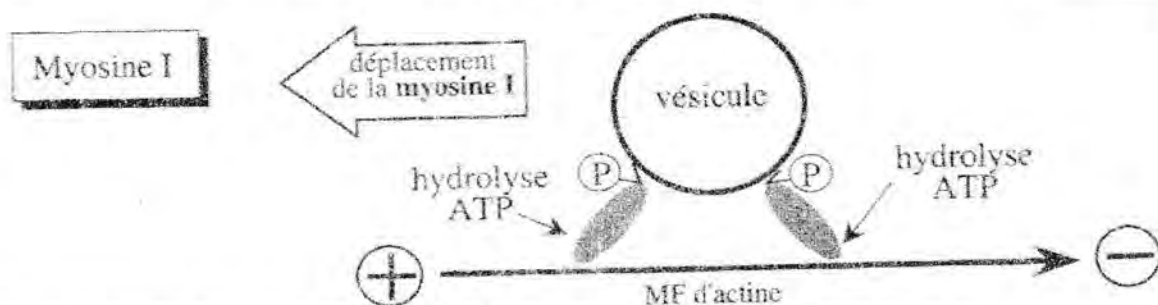 Myosine I
déplacement
de la myosine I
vésicule
P
P
hydrolyse
ATP
hydrolyse
ATP
+
−
MF d'actine